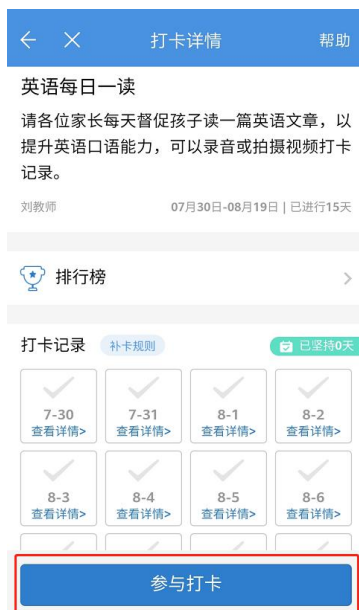 打卡详情
帮助
英语每日一读
请各位家长每天督促孩子读一篇英语文章，以
提升英语口语能力，可以录音或拍摄视频打卡
记录。
刘教师 07月30日-08月19日 | 已进行15天
排行榜
打卡记录 补卡规则 已坚持0天
7-30 7-31 8-1 8-2
查看详情> 查看详情> 查看详情> 查看详情>
8-3 8-4 8-5 8-6
查看详情> 查看详情> 查看详情> 查看详情>
参与打卡